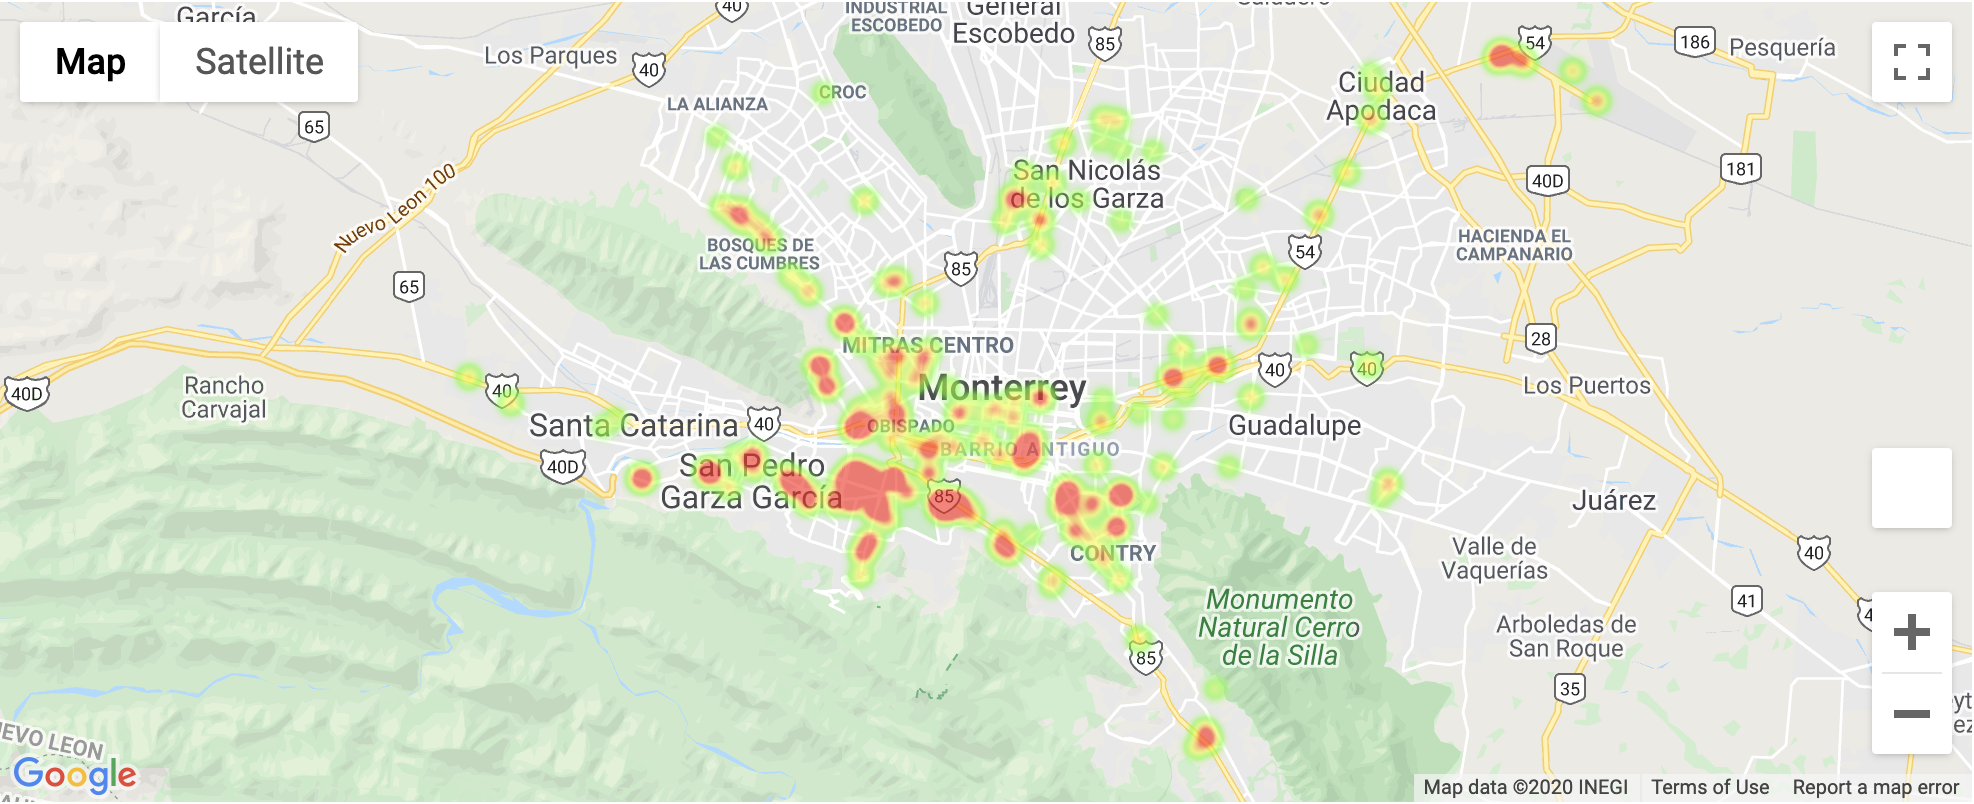 García
40
INDUSTRIAL
ESCOBEDO
General
Escobedo
85
54
186
Pesquería
Map
Satellite
Los Parques
40
LA ALIANZA
CROC
Ciudad
Apodaca
65
San Nicolás
de los Garza
181
40D
Nuevo Leon 100
BOSQUES DE
LAS CUMBRES
85
54
HACIENDA EL
CAMPANARIO
65
MITRAS CENTRO
28
40D
Rancho
Carvajal
40
Monterrey
40
40
Los Puertos
Santa Catarina
40
OBISPADO
Guadalupe
BARRIO ANTIGUO
40D
San Pedro
Garza García
85
Juárez
CONTRY
Valle de
Vaquerías
40
41
Monumento
Natural Cerro
de la Silla
Arboledas de
San Roque
85
35
Google
Map data ©2020 INEGI
Terms of Use
Report a map error